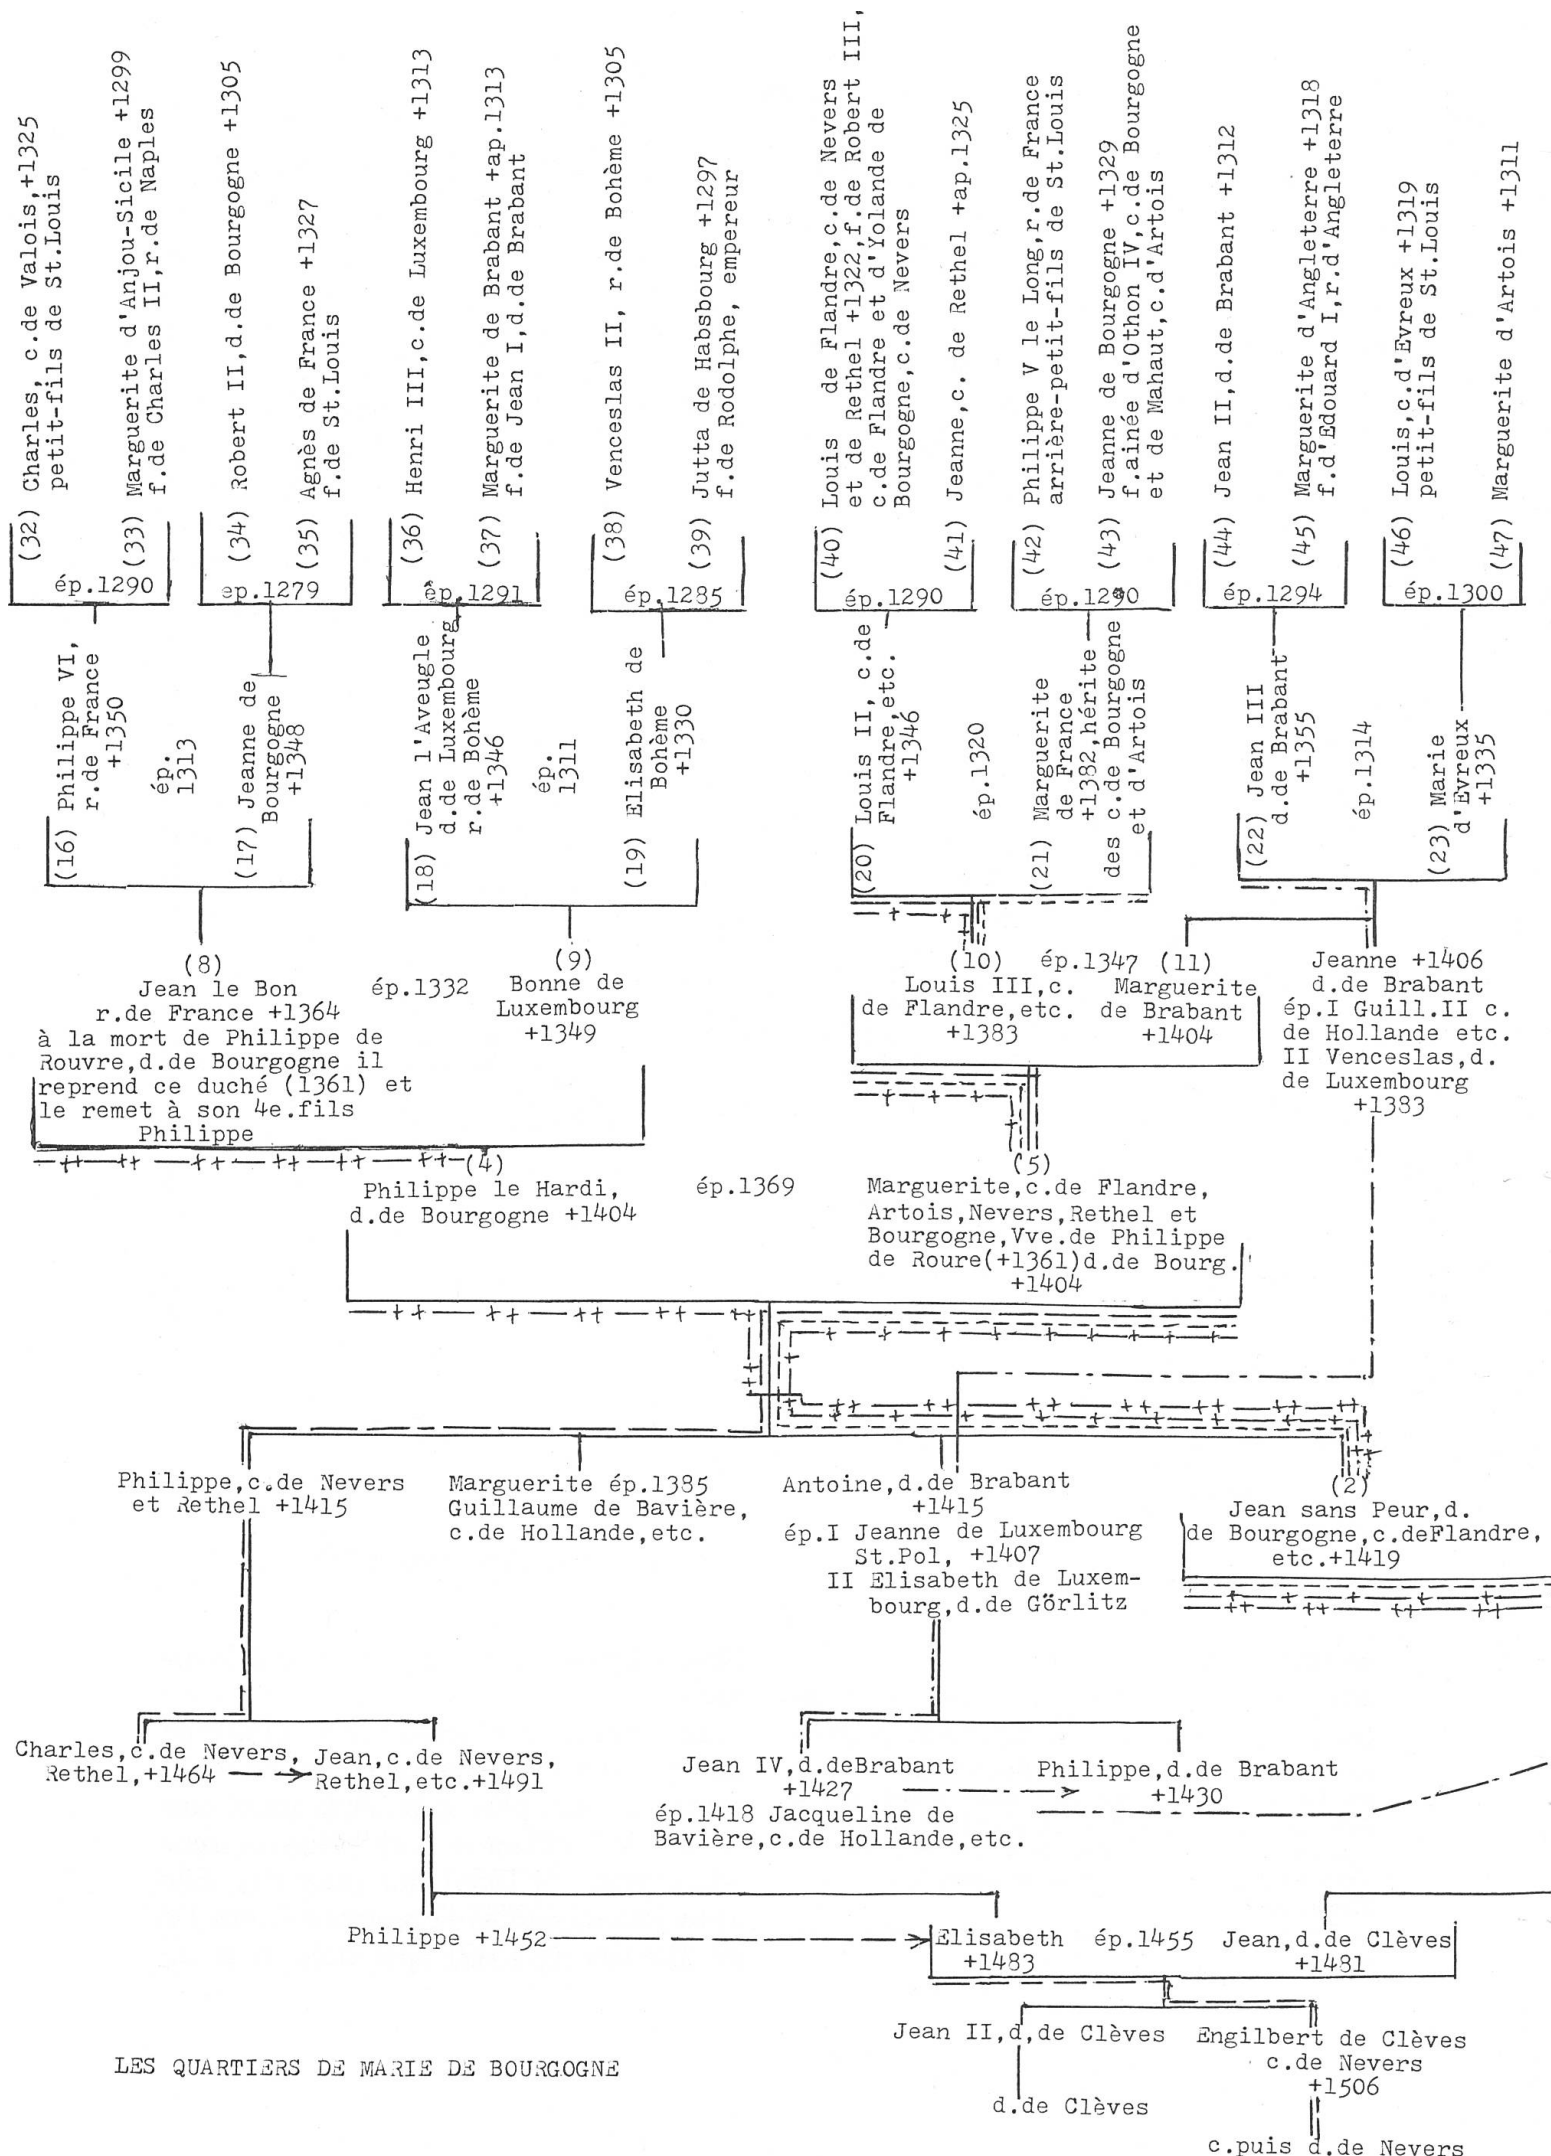 (32) Charles, c.de Valois,+1325
petit-fils de St.Louis
(33) Marguerite d'Anjou-Sicile +1299
f.de Charles II,r.de Naples
ép.1290
(34) Robert II,d.de Bourgogne +1305
(35) Agnès de France +1327
f.de St.Louis
ep.1279
(36) Henri III,c.de Luxembourg +1313
(37) Marguerite de Brabant +ap.1313
f.de Jean I,d.de Brabant
ép.1291
(38) Venceslas II, r.de Bohème +1305
(39) Jutta de Habsbourg +1297
f.de Rodolphe, empereur
ép.1285
(40) Louis de Flandre,c.de Nevers
et de Rethel +1322,f.de Robert III,
c.de Flandre et d'Yolande de
Bourgogne,c.de Nevers
(41) Jeanne,c. de Rethel +ap.1325
ép.1290
(42) Philippe V le Long,r.de France
arrière-petit-fils de St.Louis
(43) Jeanne de Bourgogne +1329
f.ainée d'Othon IV,c.de Bourgogne
et de Mahaut,c.d'Artois
ép.1290
(44) Jean II,d.de Brabant +1312
(45) Marguerite d'Angleterre +1318
f.d'Edouard I,r.d'Angleterre
ép.1294
(46) Louis,c.d'Evreux +1319
petit-fils de St.Louis
(47) Marguerite d'Artois +1311
ép.1300
(16) Philippe VI,
r.de France
+1350
ép.
1313
(17) Jeanne de
Bourgogne
+1348
(18) Jean l'Aveugle
d.de Luxembourg
r.de Bohème
+1346
ép.
1311
(19) Elisabeth de
Bohème
+1330
(20) Louis II, c.de
Flandre,etc.
+1346
ép.1320
(21) Marguerite
de France
+1382,hérite
des c.de Bourgogne
et d'Artois
(22) Jean III
d.de Brabant
+1355
ép.1314
(23) Marie
d'Evreux
+1335
(8)
Jean le Bon
r.de France +1364
à la mort de Philippe de
Rouvre,d.de Bourgogne il
reprend ce duché (1361) et
le remet à son 4e.fils
Philippe
ép.1332
(9)
Bonne de
Luxembourg
+1349
(10)
Louis III,c.
de Flandre,etc.
+1383
ép.1347
(11)
Marguerite
de Brabant
+1404
Jeanne +1406
d.de Brabant
ép.I Guill.II c.
de Hollande etc.
II Venceslas,d.
de Luxembourg
+1383
(4)
Philippe le Hardi,
d.de Bourgogne +1404
ép.1369
(5)
Marguerite,c.de Flandre,
Artois,Nevers,Rethel et
Bourgogne,Vve.de Philippe
de Roure(+1361)d.de Bourg.
+1404
Philippe,c.de Nevers
et Rethel +1415
Marguerite ép.1385
Guillaume de Bavière,
c.de Hollande,etc.
Antoine,d.de Brabant
+1415
ép.I Jeanne de Luxembourg
St.Pol, +1407
II Elisabeth de Luxem-
bourg,d.de Görlitz
(2)
Jean sans Peur,d.
de Bourgogne,c.deFlandre,
etc.+1419
Charles,c.de Nevers,
Rethel,+1464
Jean,c.de Nevers,
Rethel,etc.+1491
Jean IV,d.deBrabant
+1427
ép.1418 Jacqueline de
Bavière,c.de Hollande,etc.
Philippe,d.de Brabant
+1430
Philippe +1452
Elisabeth
+1483
ép.1455
Jean,d.de Clèves
+1481
Jean II,d,de Clèves
Engilbert de Clèves
c.de Nevers
+1506
d.de Clèves
c.puis d.de Nevers
LES QUARTIERS DE MARIE DE BOURGOGNE